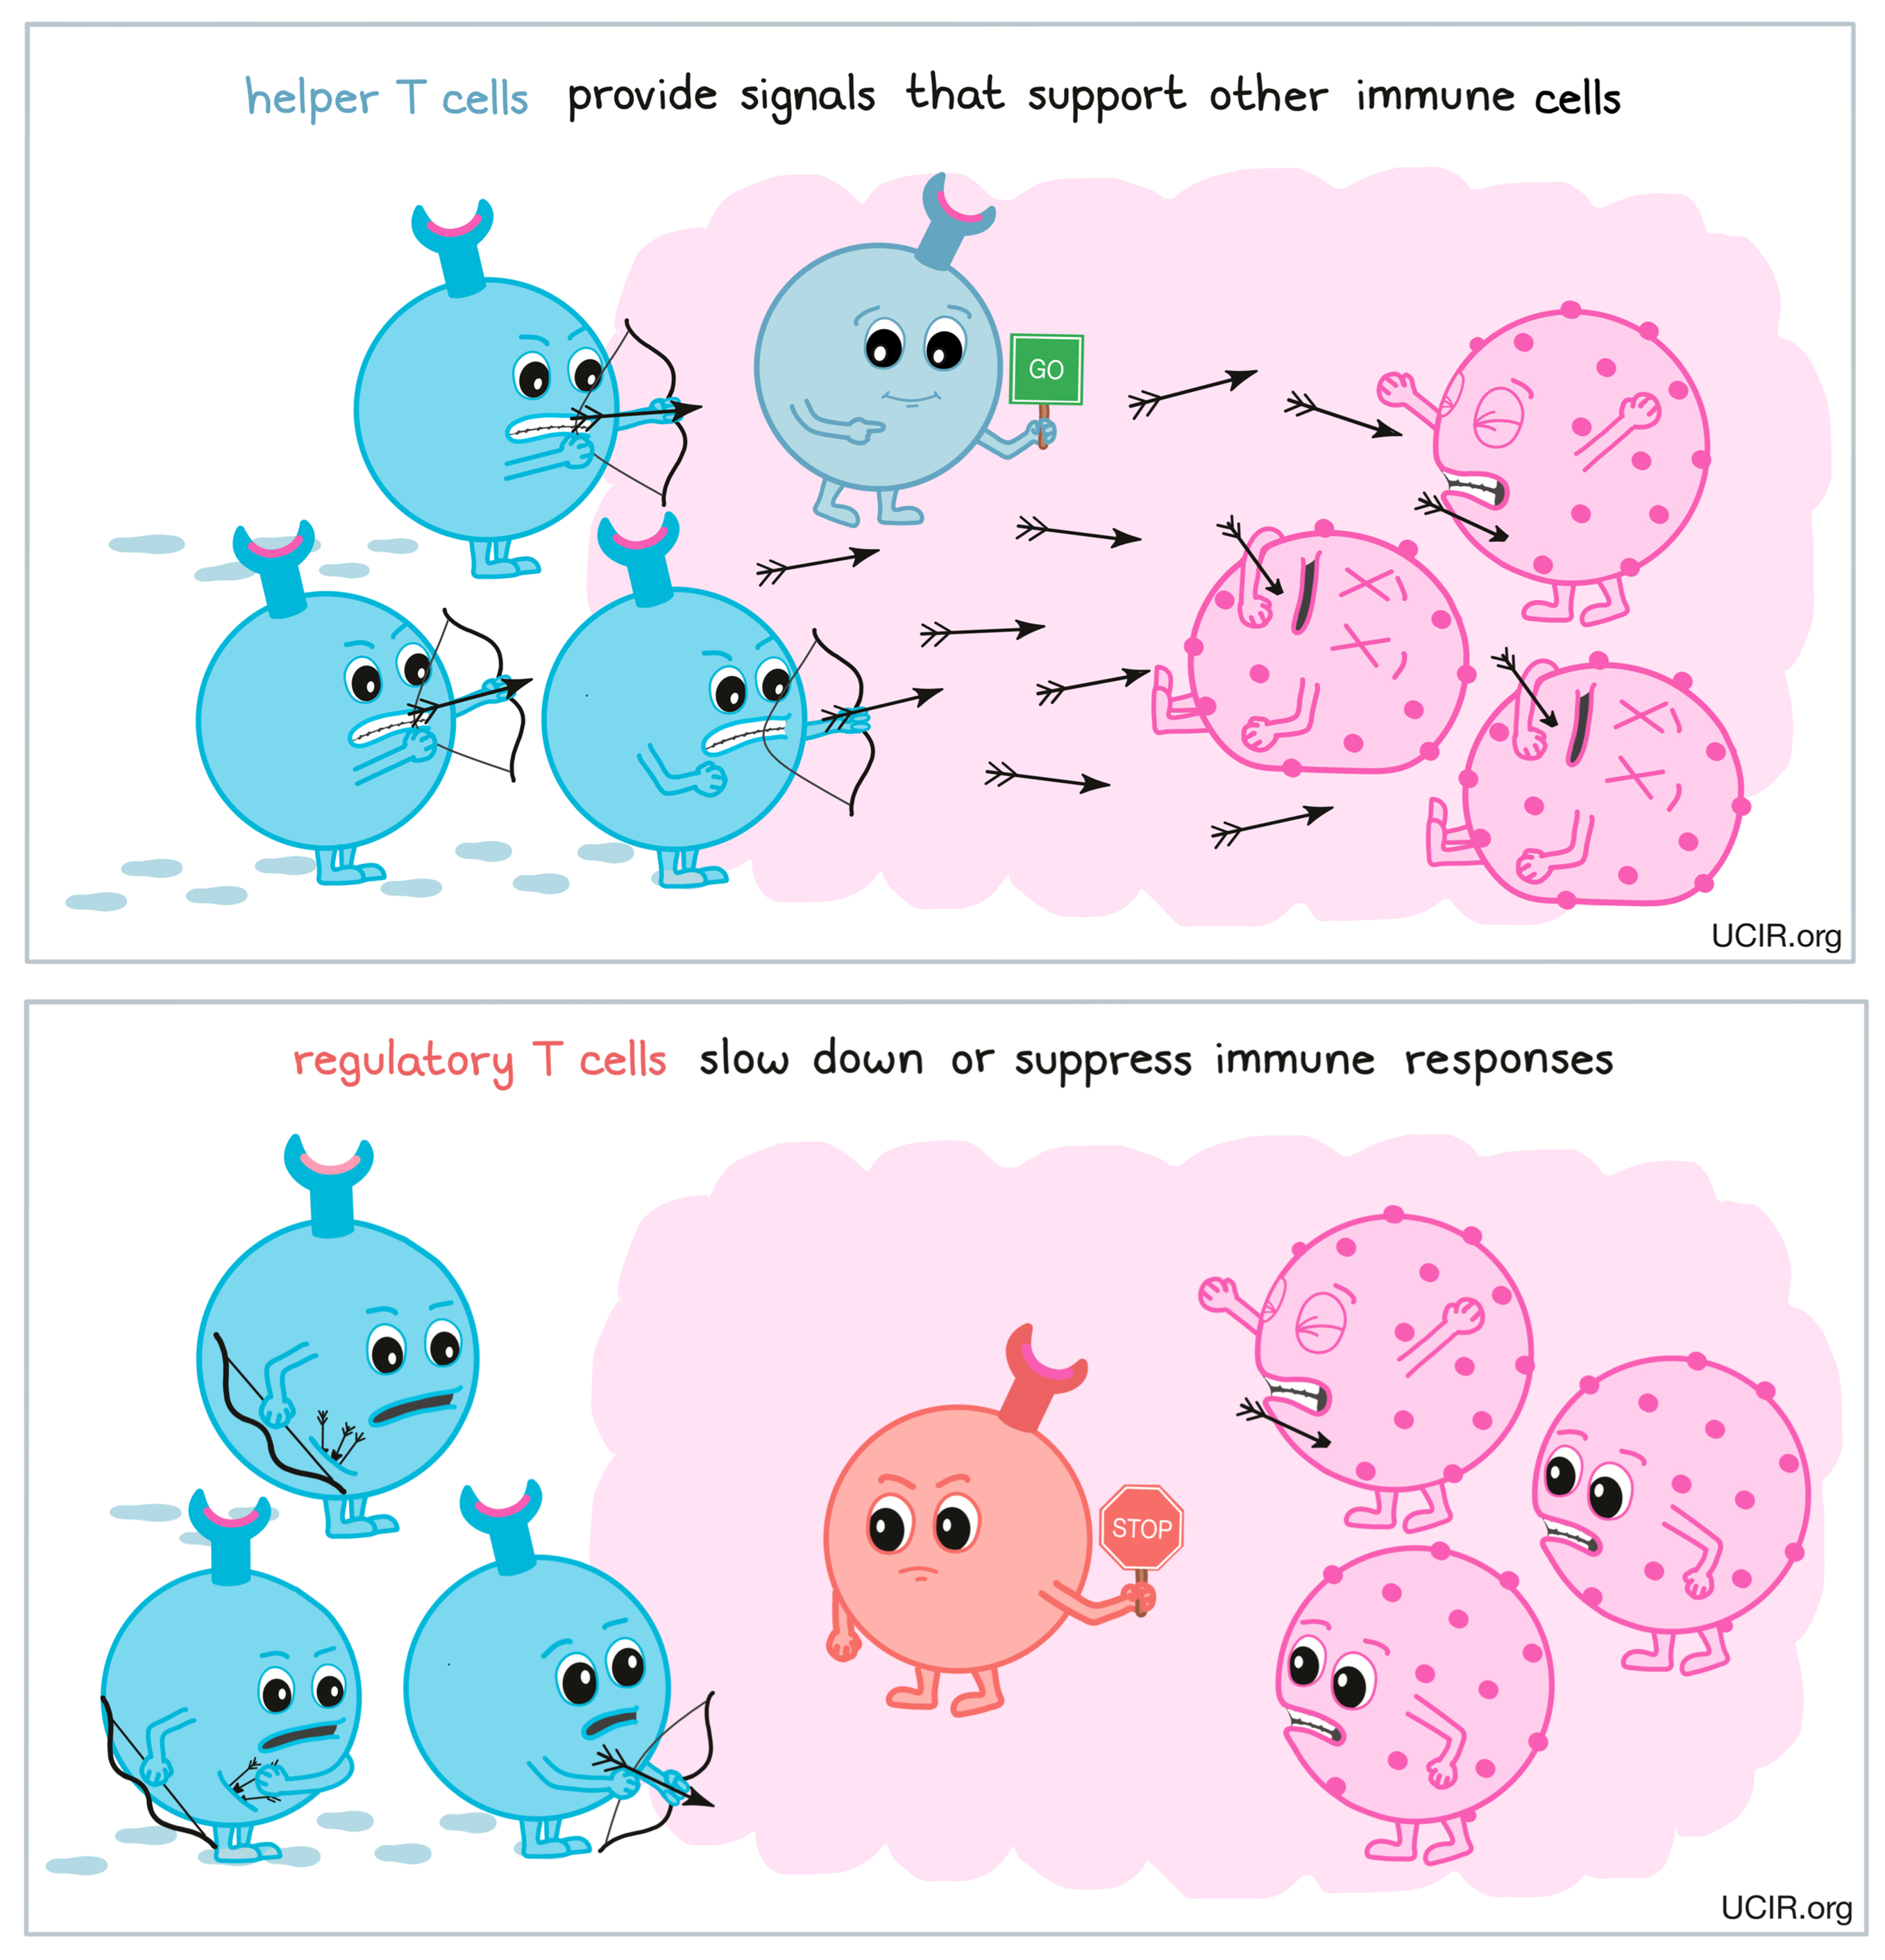 helper T cells provide signals that support other immune cells
GO
UCIR.org
regulatory T cells slow down or suppress immune responses
STOP
UCIR.org